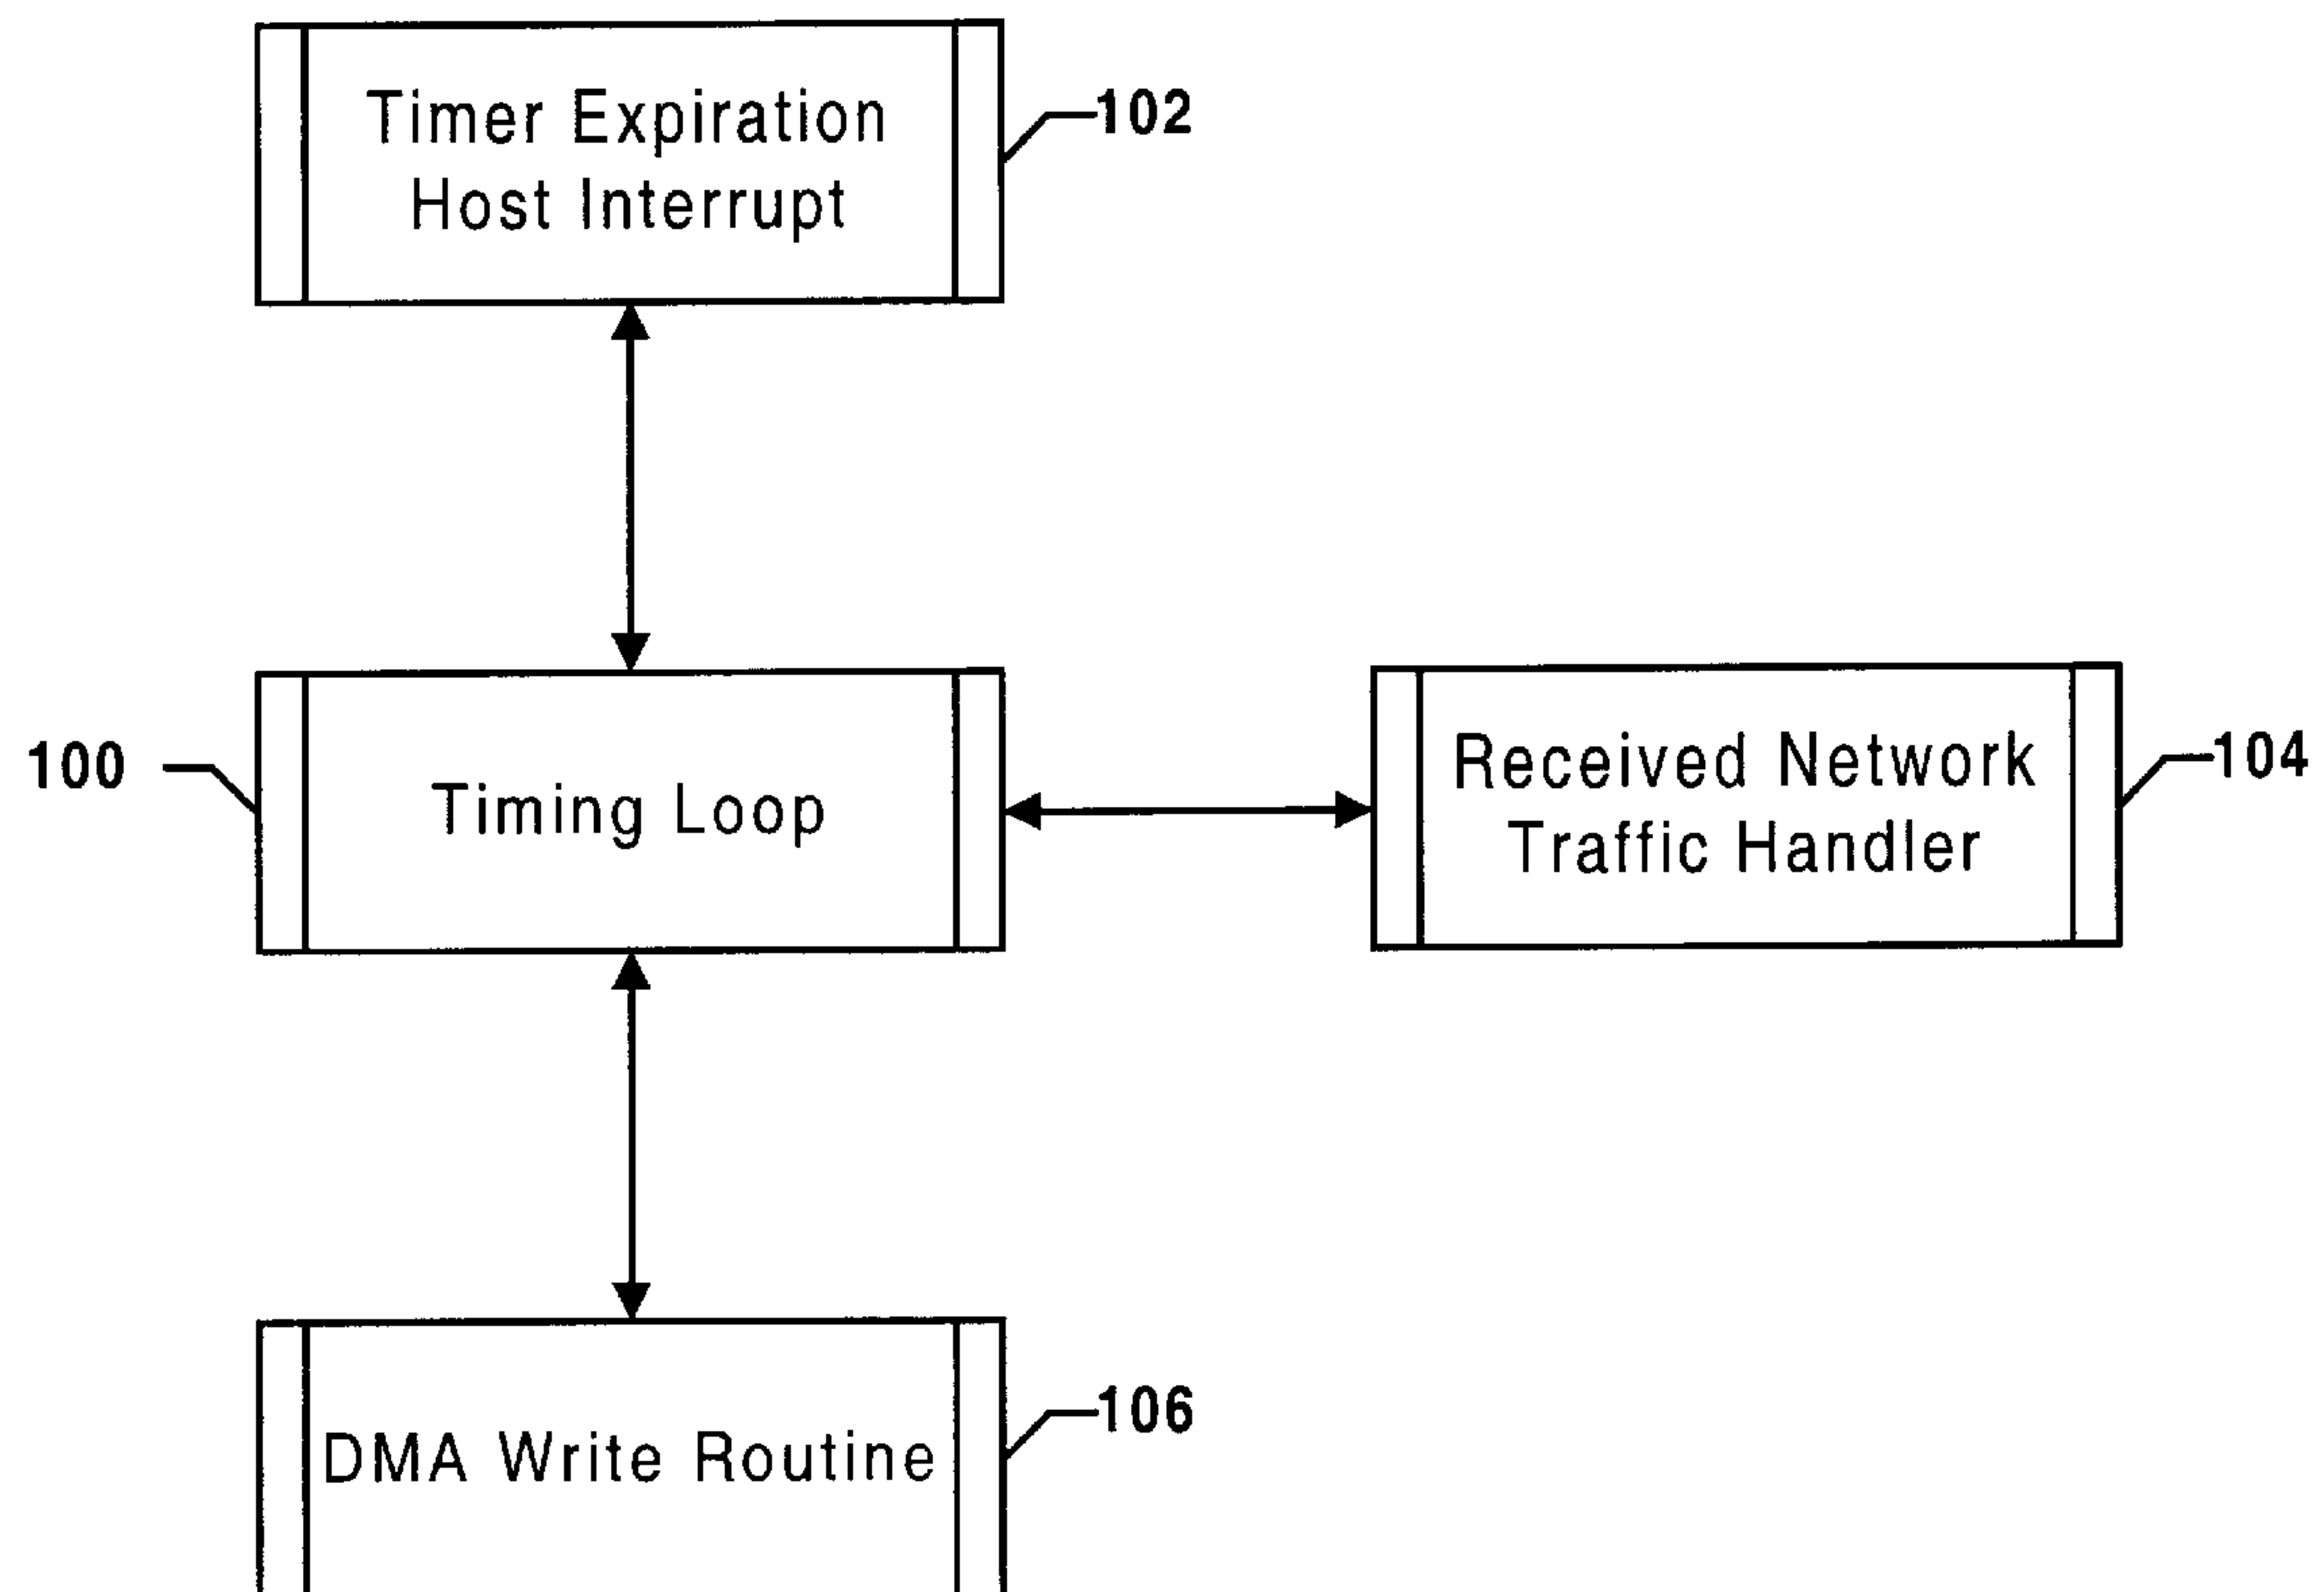 Timer Expiration
Host Interrupt
102
100
Timing Loop
Received Network
Traffic Handler
104
DMA Write Routine
106